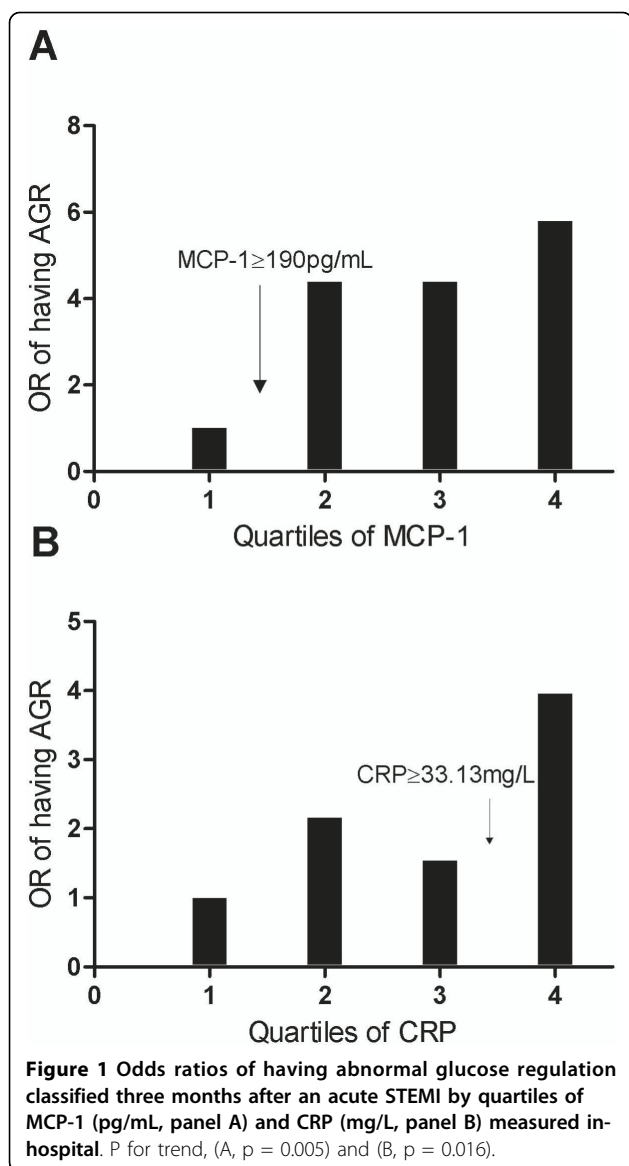 A
8
6
4
2
0
OR of having AGR
MCP-1≥190pg/mL
0 1 2 3 4
Quartiles of MCP-1
B
5
4
3
2
1
0
OR of having AGR
CRP≥33.13mg/L
0 1 2 3 4
Quartiles of CRP
Figure 1 Odds ratios of having abnormal glucose regulation
classified three months after an acute STEMI by quartiles of
MCP-1 (pg/mL, panel A) and CRP (mg/L, panel B) measured in-
hospital. P for trend, (A, p = 0.005) and (B, p = 0.016).